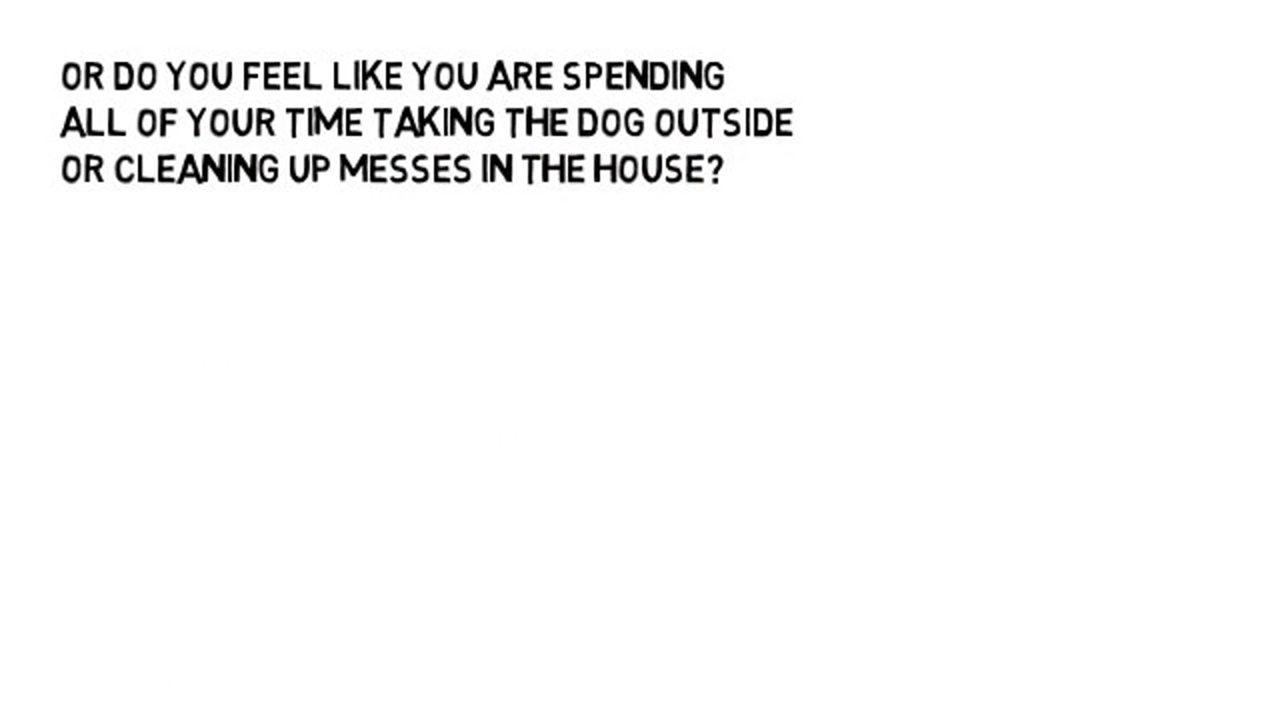 OR DO YOU FEEL LIKE YOU ARE SPENDING
ALL OF YOUR TIME TAKING THE DOG OUTSIDE
OR CLEANING UP MESSES IN THE HOUSE?